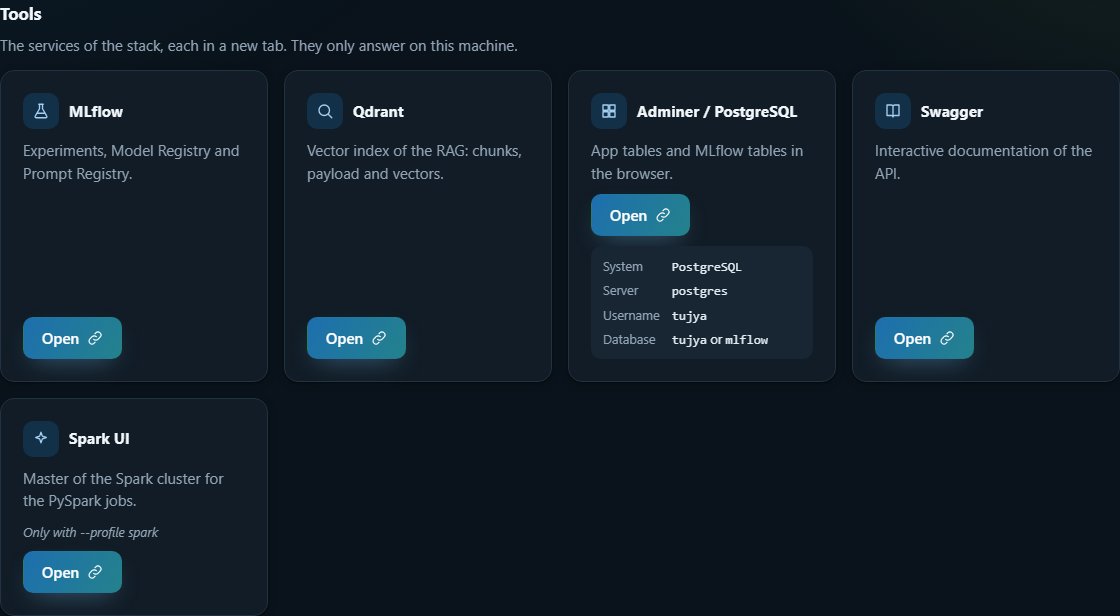 Tools
The services of the stack, each in a new tab. They only answer on this machine.
MLflow
Experiments, Model Registry and
Prompt Registry.
Open
Qdrant
Vector index of the RAG: chunks,
payload and vectors.
Open
Adminer / PostgreSQL
App tables and MLflow tables in
the browser.
Open
System PostgreSQL
Server postgres
Username tujya
Database tujya or mlflow
Swagger
Interactive documentation of the
API.
Open
Spark UI
Master of the Spark cluster for
the PySpark jobs.
Only with --profile spark
Open